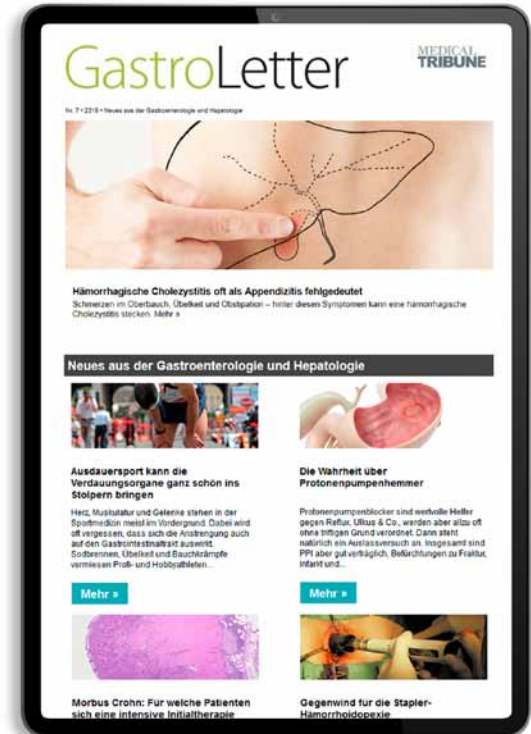 GastroLetter
MEDICAL
TRIBUNE
Neues aus der Gastroenterologie und Hepatologie
Hämorrhagische Cholezystitis oft als Appendizitis fehlgedeutet
Schmerzen im Oberbauch, Übelkeit und Obstipation – hinter diesen Symptomen kann eine hämorrhagische
Cholezystitis stecken. Mehr »
Neues aus der Gastroenterologie und Hepatologie
Ausdauersport kann die
Verdauungsorgane ganz schön ins
Stolpern bringen
Herz, Muskulatur und Gelenke stehen in der
Sportmedizin meist im Vordergrund. Dabei wird
oft vergessen, dass sich die Anstrengung auch
auf den Gastrointestinaltrakt auswirkt.
Sodbrennen, Übelkeit und Bauchkrämpfe
vermiesen Profi- und Hobbyathleten...
Mehr »
Die Wahrheit über
Protonenpumpenhemmer
Protonenpumpenblocker sind wertvolle Helfer
gegen Reflux, Ulkus & Co., werden aber allzu oft
ohne triftigen Grund verordnet. Dann steht
natürlich ein Auslassversuch an. Insgesamt sind
PPI aber gut verträglich, Befürchtungen zu Fraktur,
Infarkt und...
Mehr »
Morbus Crohn: Für welche Patienten
sich eine intensive Initialtherapie
Gegenwind für die Stapler-
Hämorrhoidopexie